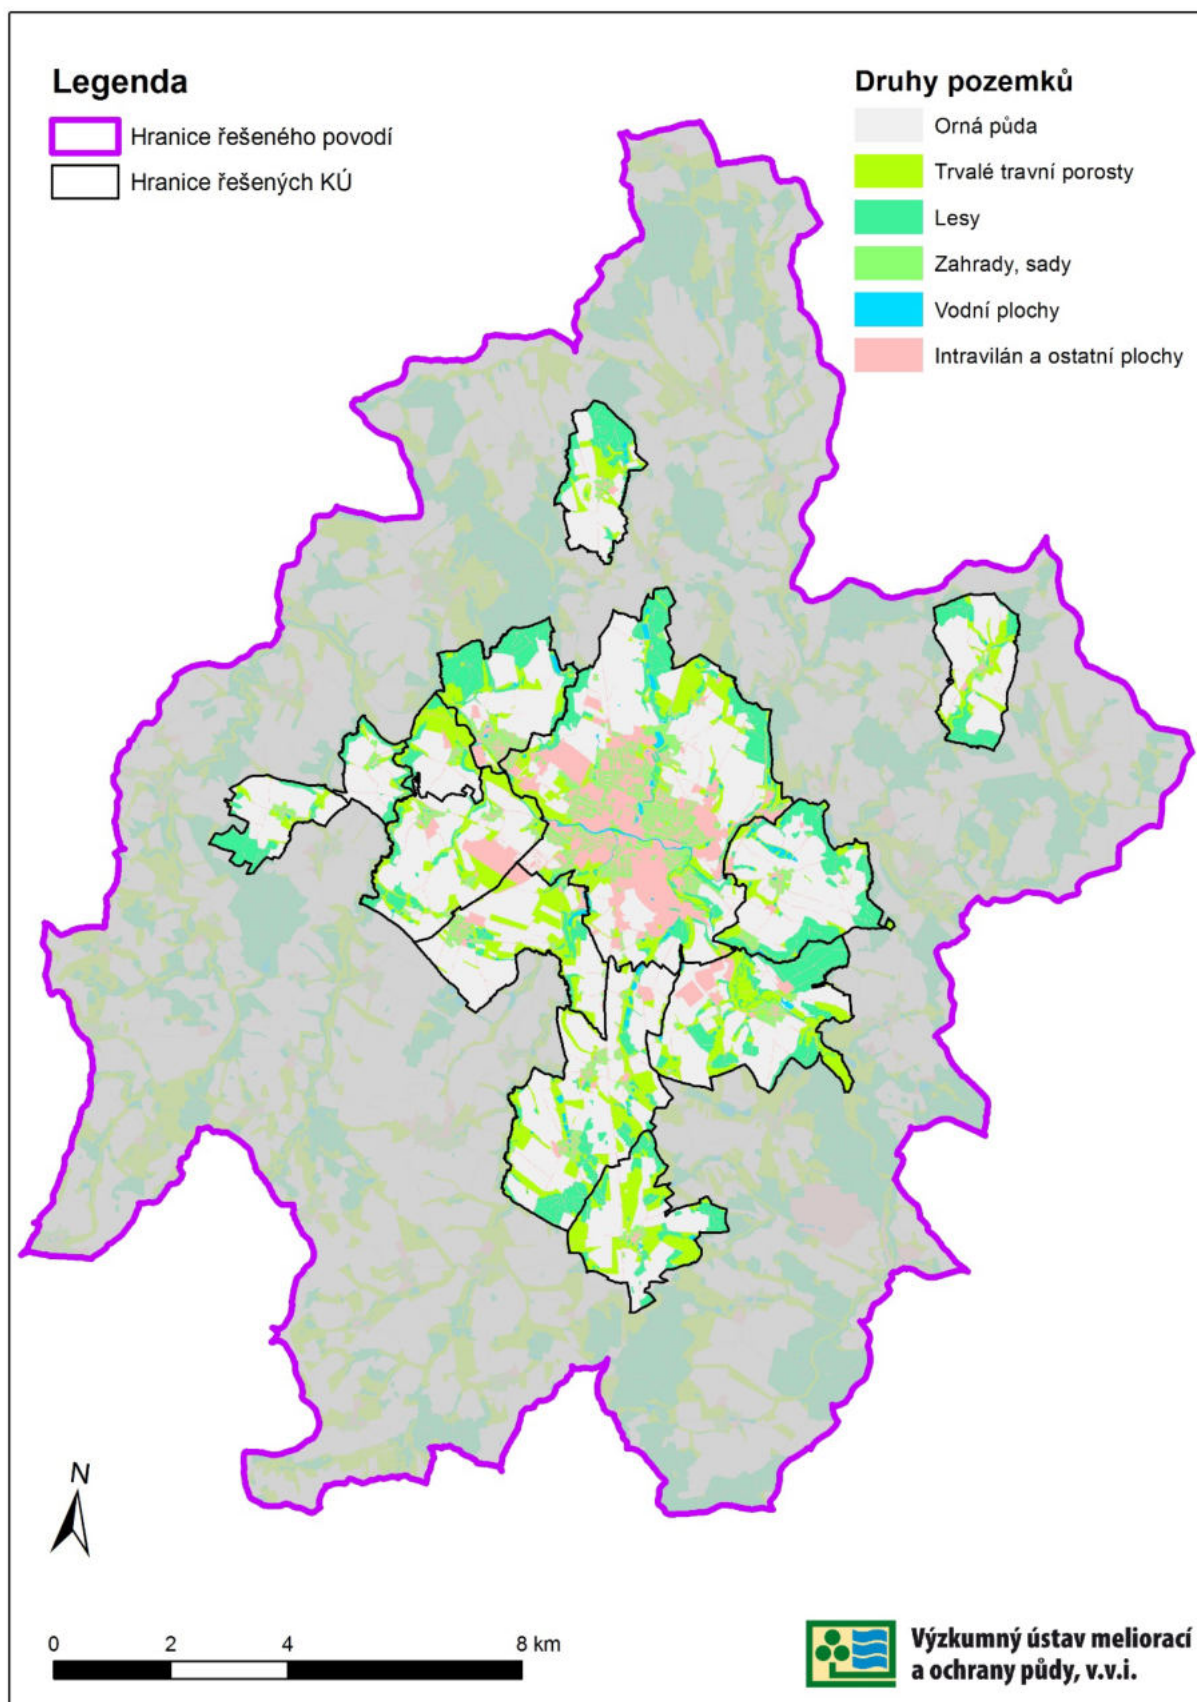 Legenda
Hranice řešeného povodí
Hranice řešených KÚ
Druhy pozemků
Orná půda
Trvalé travní porosty
Lesy
Zahrady, sady
Vodní plochy
Intravilán a ostatní plochy
N
0 2 4 8 km
Výzkumný ústav meliorací
a ochrany půdy, v.v.i.